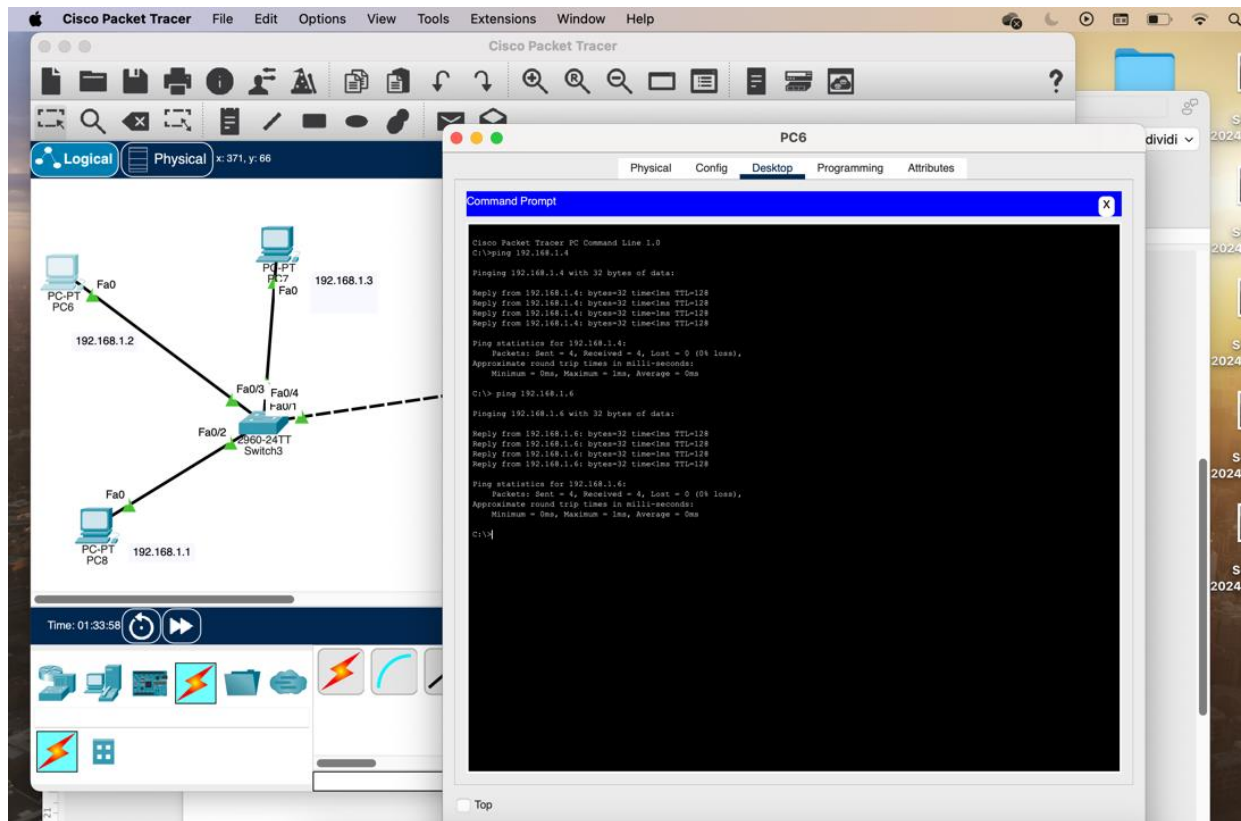 Cisco Packet Tracer File Edit Options View Tools Extensions Window Help
Cisco Packet Tracer
?
Logical Physical x: 371, y: 66
PC6
Physical Config Desktop Programming Attributes
Command Prompt
X
Cisco Packet Tracer PC Command Line 1.0
C:\>ping 192.168.1.4
Pinging 192.168.1.4 with 32 bytes of data:
Reply from 192.168.1.4: bytes=32 time<1ms TTL=128
Reply from 192.168.1.4: bytes=32 time<1ms TTL=128
Reply from 192.168.1.4: bytes=32 time=1ms TTL=128
Reply from 192.168.1.4: bytes=32 time<1ms TTL=128
Ping statistics for 192.168.1.4:
Packets: Sent = 4, Received = 4, Lost = 0 (0% loss),
Approximate round trip times in milli-seconds:
Minimum = 0ms, Maximum = 1ms, Average = 0ms
C:\> ping 192.168.1.6
Pinging 192.168.1.6 with 32 bytes of data:
Reply from 192.168.1.6: bytes=32 time<1ms TTL=128
Reply from 192.168.1.6: bytes=32 time<1ms TTL=128
Reply from 192.168.1.6: bytes=32 time<1ms TTL=128
Reply from 192.168.1.6: bytes=32 time<1ms TTL=128
Ping statistics for 192.168.1.6:
Packets: Sent = 4, Received = 4, Lost = 0 (0% loss),
Approximate round trip times in milli-seconds:
Minimum = 0ms, Maximum = 1ms, Average = 0ms
C:\>
Top
PC-PT
PC7
Fa0
192.168.1.3
Fa0
PC-PT
PC6
192.168.1.2
Fa0/3 Fa0/4
Fa0/1
Fa0/2
2960-24TT
Switch3
Fa0
PC-PT
PC8
192.168.1.1
Time: 01:33:58
dividi
S
2024
S
2024
S
2024
S
2024
S
2024
21